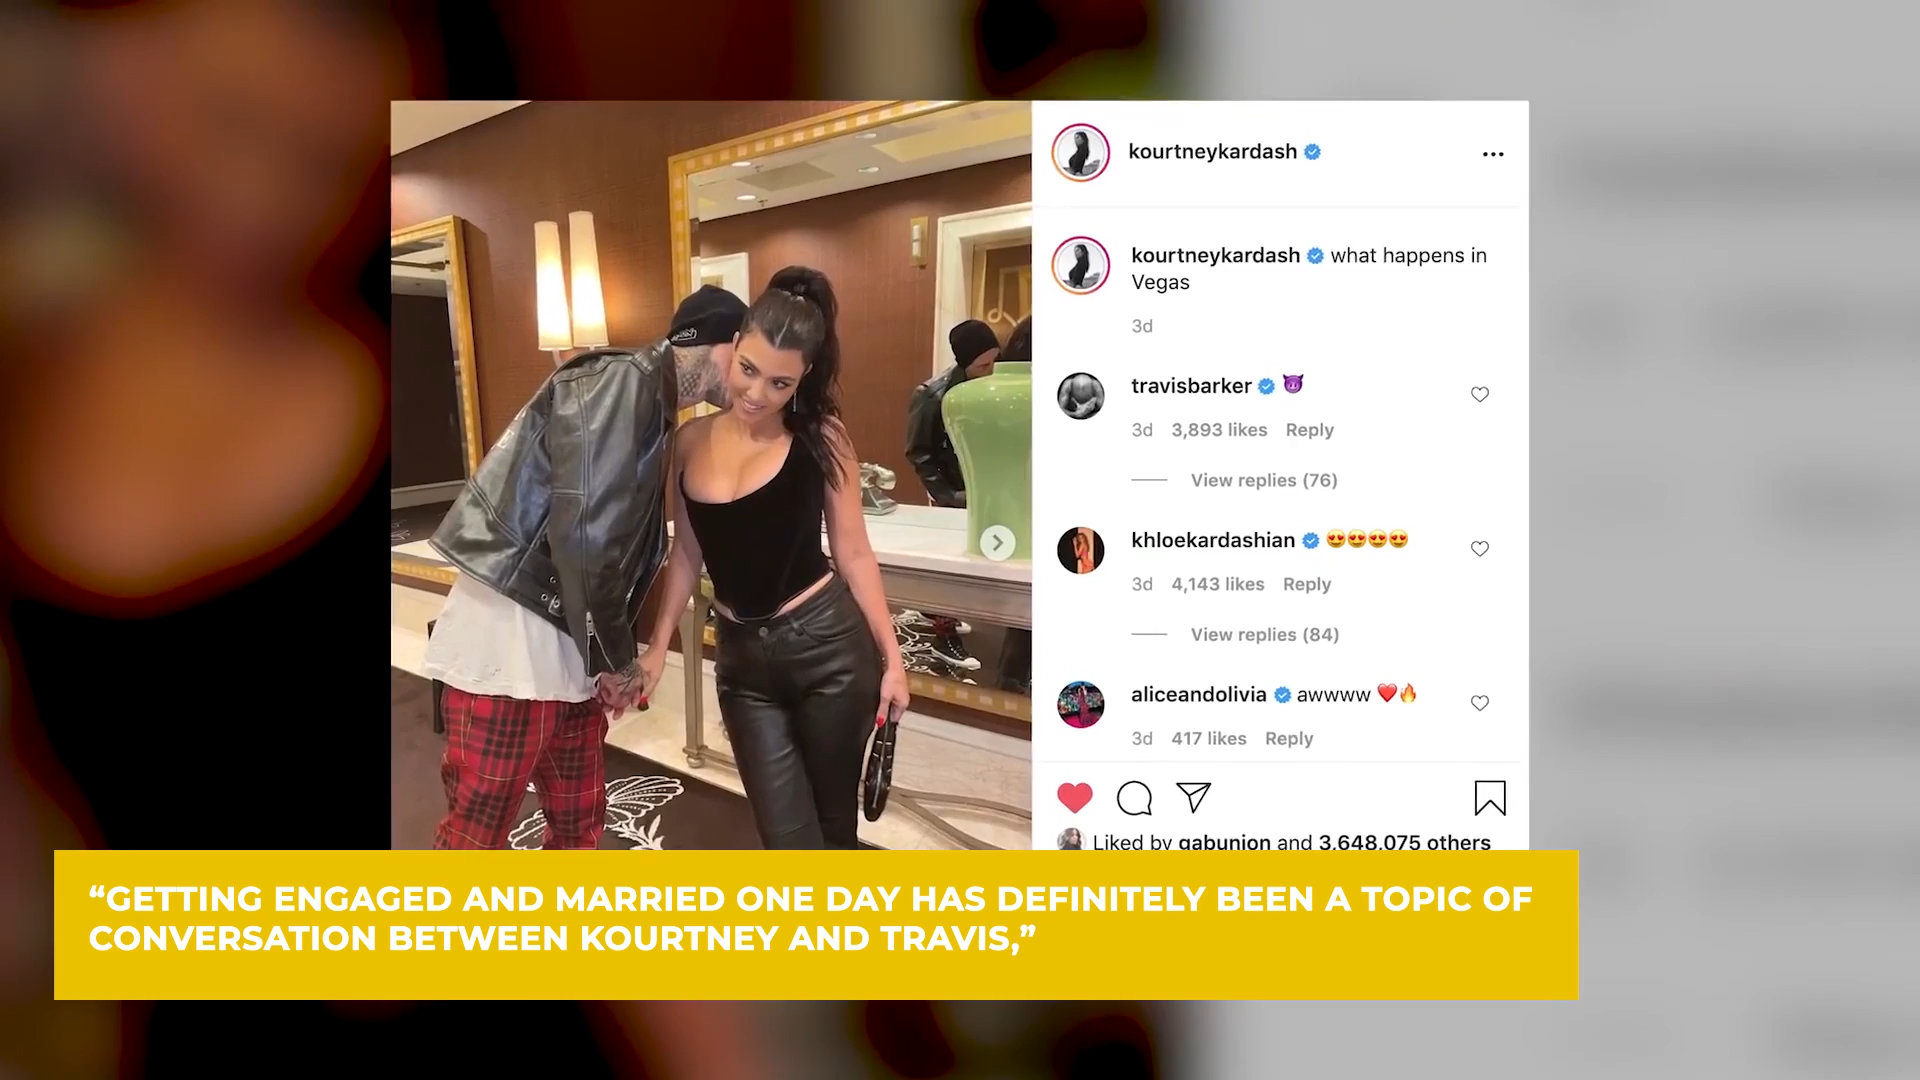 kourtneykardash
kourtneykardash what happens in
Vegas
3d
travisbarker 😈
3d 3,893 likes Reply
View replies (76)
khloekardashian 😍😍😍😍
3d 4,143 likes Reply
View replies (84)
aliceandolivia awwww ❤️🔥
3d 417 likes Reply
Liked by gabunion and 3,648,075 others
“GETTING ENGAGED AND MARRIED ONE DAY HAS DEFINITELY BEEN A TOPIC OF
CONVERSATION BETWEEN KOURTNEY AND TRAVIS,”